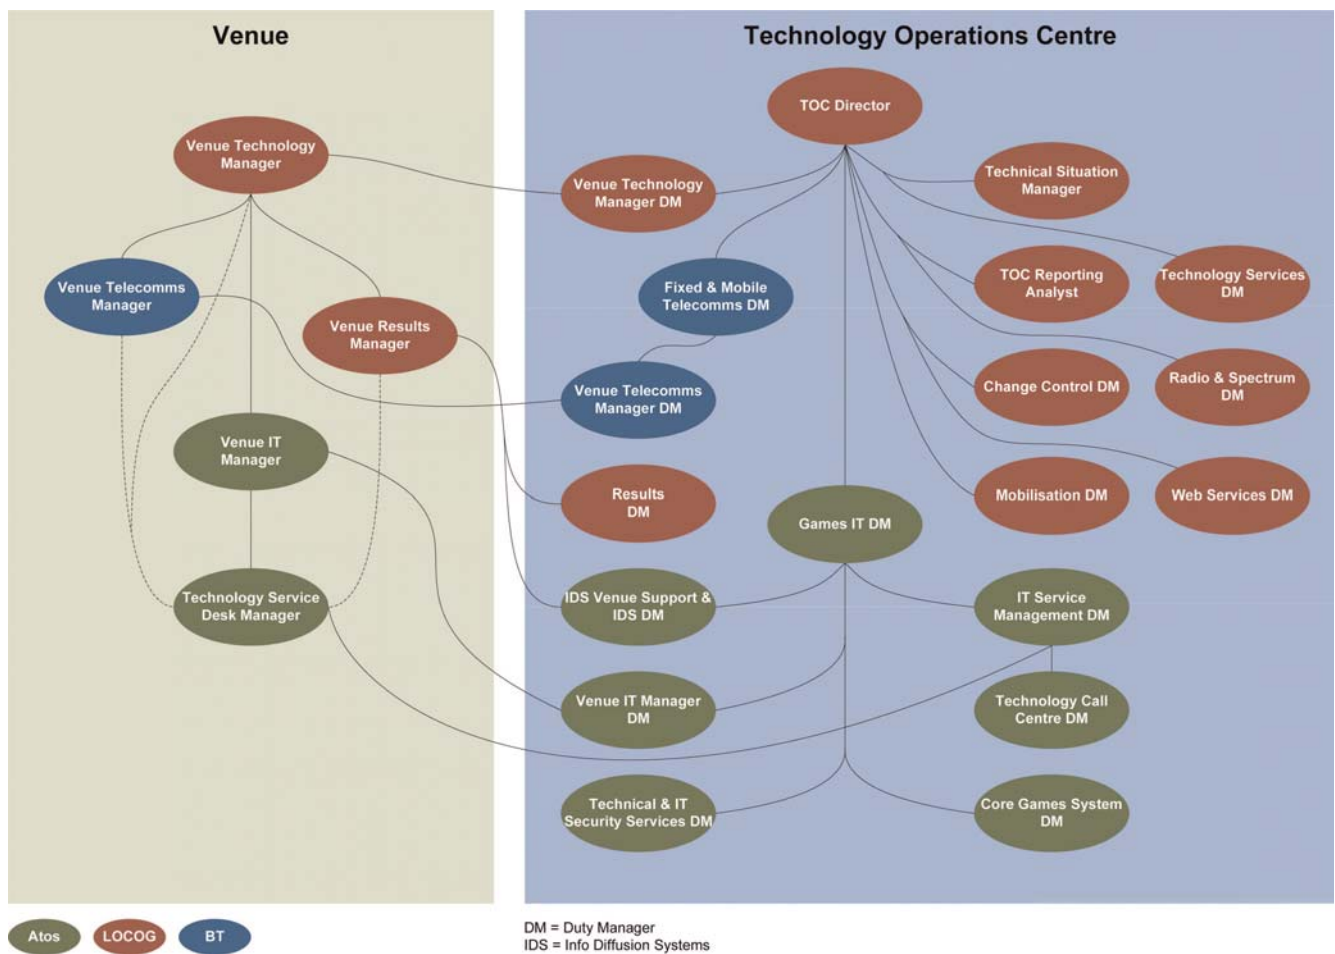 Venue
Venue Technology
Manager
Venue Telecomms
Manager
Venue Results
Manager
Venue IT
Manager
Technology Service
Desk Manager
Technology Operations Centre
TOC Director
Venue Technology
Manager DM
Technical Situation
Manager
Fixed & Mobile
Telecomms DM
TOC Reporting
Analyst
Technology Services
DM
Venue Telecomms
Manager DM
Change Control DM
Radio & Spectrum
DM
Results
DM
Mobilisation DM
Web Services DM
Games IT DM
IDS Venue Support &
IDS DM
IT Service
Management DM
Venue IT Manager
DM
Technology Call
Centre DM
Technical & IT
Security Services DM
Core Games System
DM
Atos
LOCOG
BT
DM = Duty Manager
IDS = Info Diffusion Systems